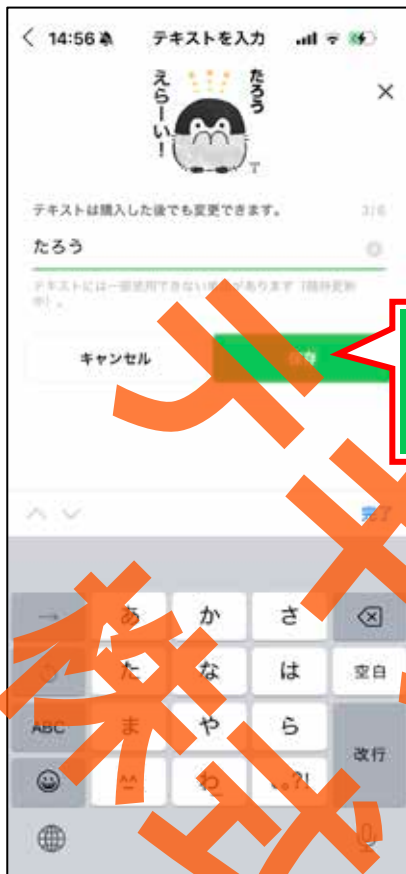 14:56
テキストを入力
84
たろう
えらーい!
テキストは購入した後でも変更できます。
3/6
たろう
キャンセル
保存
完了
→
あ
か
さ
た
な
は
空白
ABC
ま
や
ら
改行
^^
わ
、。?!